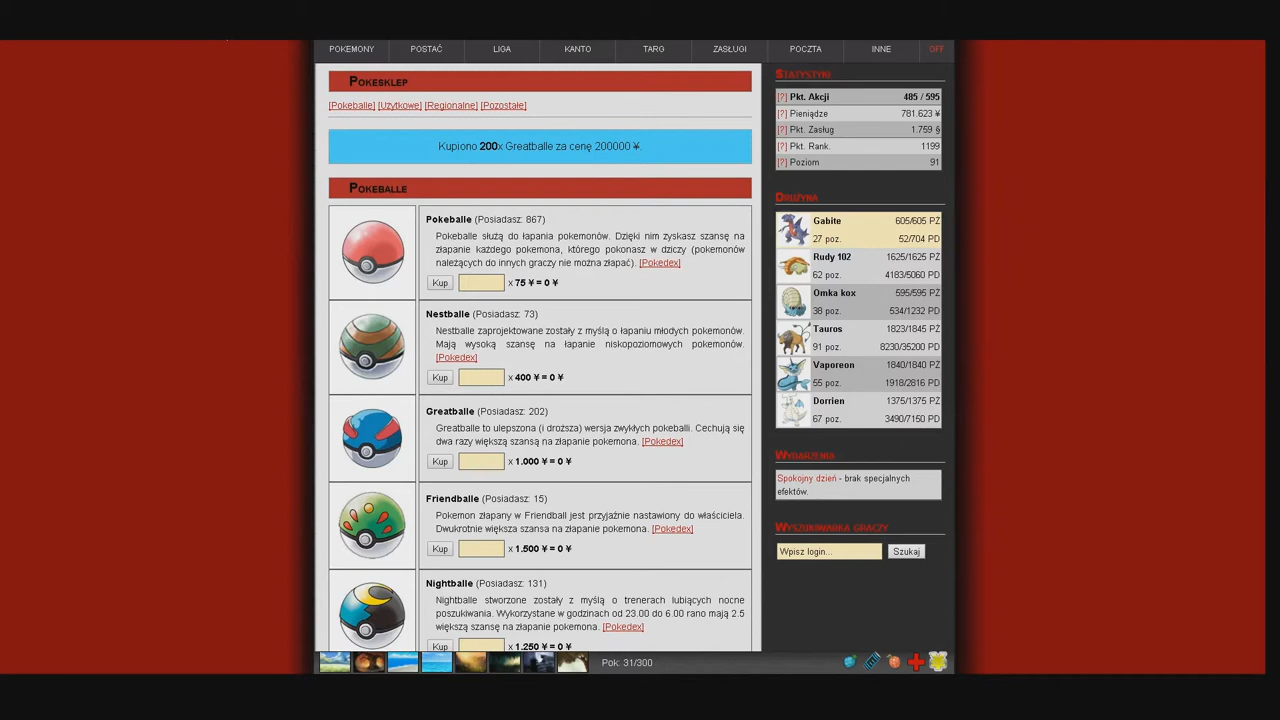 POKEMONY POSTAĆ LIGA KANTO TARG ZASŁUGI POCZTA INNE OFF
POKESKLEP
[Pokeballe] [Użytkowe] [Regionalne] [Pozostałe]
Kupiono 200x Greatballe za cenę 200000 ¥.
POKEBALLE
Pokeballe (Posiadasz: 867)
Pokeballe służą do łapania pokemonów. Dzięki nim zyskasz szansę na
złapanie każdego pokemona, którego pokonasz w dziczy (pokemonów
należących do innych graczy nie można złapać). [Pokedex]
Kup x 75 ¥ = 0 ¥
Nestballe (Posiadasz: 73)
Nestballe zaprojektowane zostały z myślą o łapaniu młodych pokemonów.
Mają wysoką szansę na łapanie niskopoziomowych pokemonów.
[Pokedex]
Kup x 400 ¥ = 0 ¥
Greatballe (Posiadasz: 202)
Greatballe to ulepszona (i droższa) wersja zwykłych pokeballi. Cechują się
dwa razy większą szansą na złapanie pokemona. [Pokedex]
Kup x 1.000 ¥ = 0 ¥
Friendballe (Posiadasz: 15)
Pokemon złapany w Friendball jest przyjaźnie nastawiony do właściciela.
Dwukrotnie większa szansa na złapanie pokemona. [Pokedex]
Kup x 1.500 ¥ = 0 ¥
Nightballe (Posiadasz: 131)
Nightballe stworzone zostały z myślą o trenerach lubiących nocne
poszukiwania. Wykorzystane w godzinach od 23.00 do 6.00 rano mają 2.5
większą szansę na złapanie pokemona. [Pokedex]
Kup x 1.250 ¥ = 0 ¥
STATYSTYKI
[?] Pkt. Akcji 485 / 595
[?] Pieniądze 781.623 ¥
[?] Pkt. Zasług 1.759 §
[?] Pkt. Rank. 1199
[?] Poziom 91
DRUŻYNA
Gabite 605/605 PŻ
27 poz. 52/704 PD
Rudy 102 1625/1625 PŻ
62 poz. 4183/5060 PD
Omka kox 595/595 PŻ
38 poz. 534/1232 PD
Tauros 1823/1845 PŻ
91 poz. 8230/35200 PD
Vaporeon 1840/1840 PŻ
55 poz. 1918/2816 PD
Dorrien 1375/1375 PŻ
67 poz. 3490/7150 PD
WYDARZENIA
Spokojny dzień - brak specjalnych
efektów.
WYSZUKIWARKA GRACZY
Wpisz login... Szukaj
Pok: 31/300